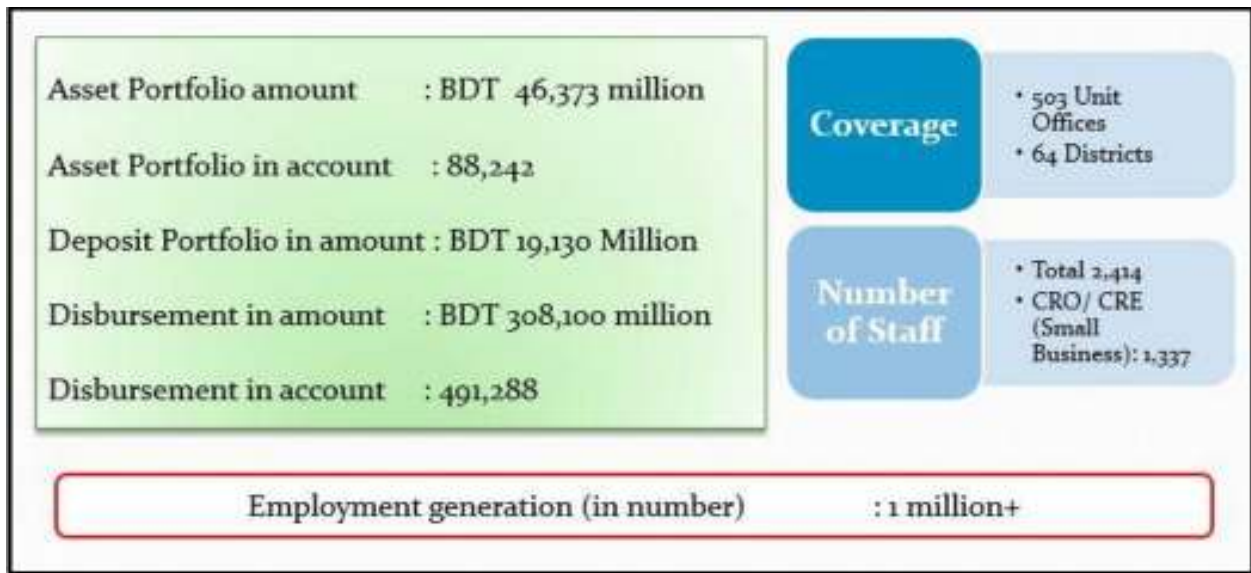 Asset Portfolio amount : BDT 46,373 million
Asset Portfolio in account : 88,242
Deposit Portfolio in amount : BDT 19,130 Million
Disbursement in amount : BDT 308,100 million
Disbursement in account : 491,288
Coverage
• 503 Unit
Offices
• 64 Districts
Number
of Staff
• Total 2,414
• CRO/ CRE
(Small
Business): 1,337
Employment generation (in number) : 1 million+